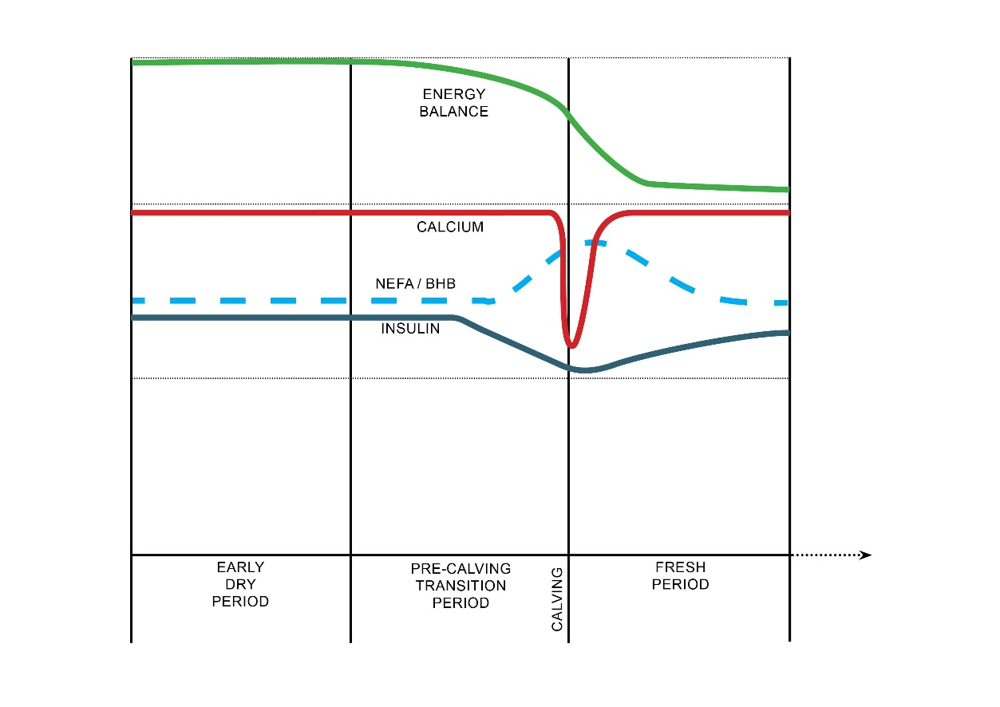 ENERGY
BALANCE
CALCIUM
NEFA / BHB
INSULIN
EARLY
DRY
PERIOD
PRE-CALVING
TRANSITION
PERIOD
CALVING
FRESH
PERIOD